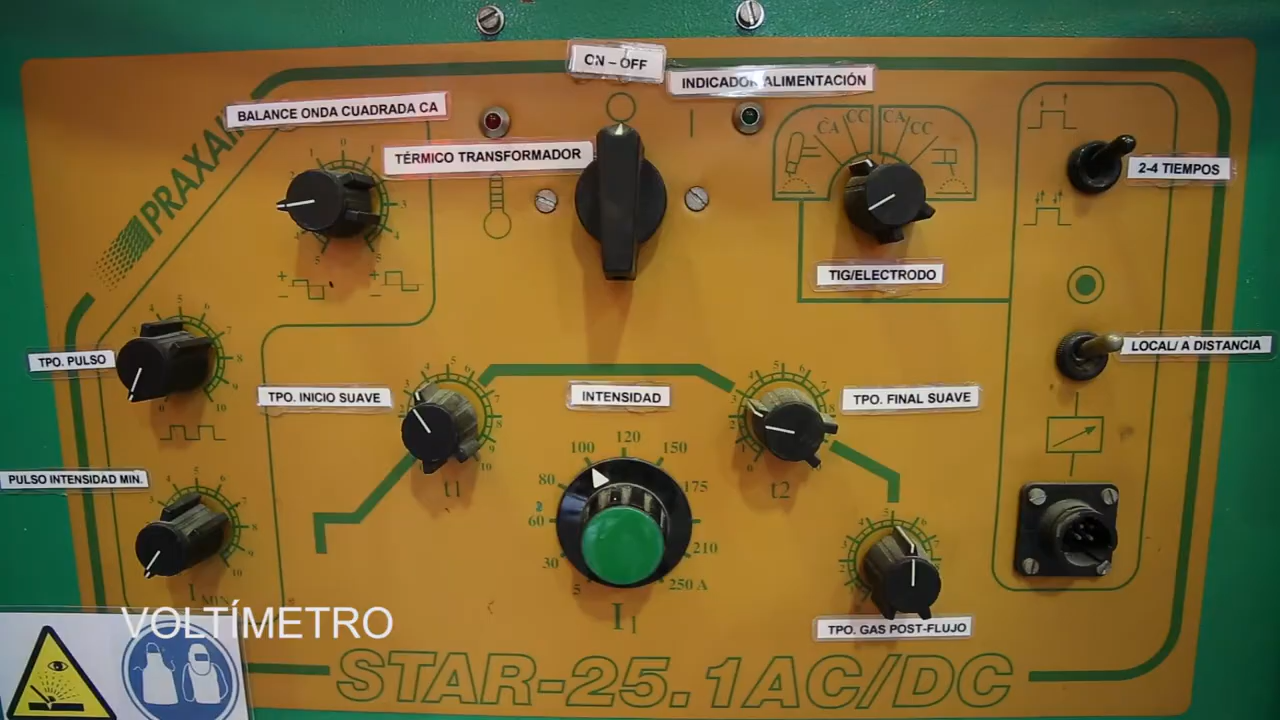 ON – OFF
INDICADOR ALIMENTACIÓN
BALANCE ONDA CUADRADA CA
TÉRMICO TRANSFORMADOR
PRAXAIR
CA CC CA CC
2-4 TIEMPOS
TIG/ELECTRODO
LOCAL/ A DISTANCIA
TPO. PULSO
TPO. INICIO SUAVE
INTENSIDAD
TPO. FINAL SUAVE
PULSO INTENSIDAD MIN.
t1
t2
5 30 60 80 100 120 150 175 210 250 A
I MIN
I1
TPO. GAS POST-FLUJO
VOLTÍMETRO
STAR-25.1AC/DC